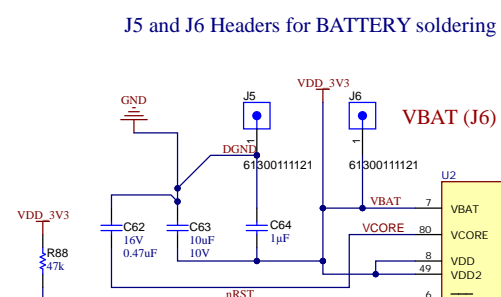 J5 and J6 Headers for BATTERY soldering
VDD_3V3
GND
J5
J6
VBAT (J6)
1
1
DGND
61300111121
61300111121
U2
VBAT
7
VBAT
VDD_3V3
C62
16V
0.47uF
C63
10uF
10V
C64
1µF
VCORE
80
VCORE
R88
47k
8
VDD
49
VDD2
nRST
6